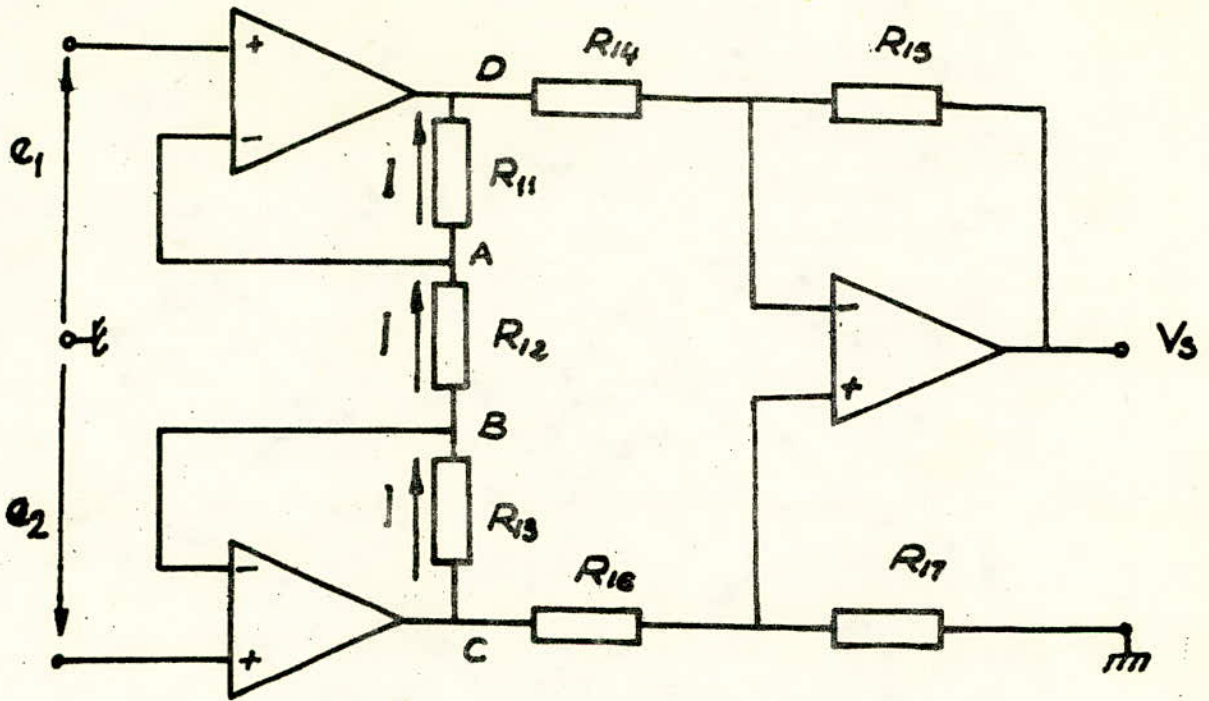 R14
R15
D
+
-
e1
I
R11
A
I
R12
-
+
Vs
B
e2
I
R13
-
R16
R17
+
C